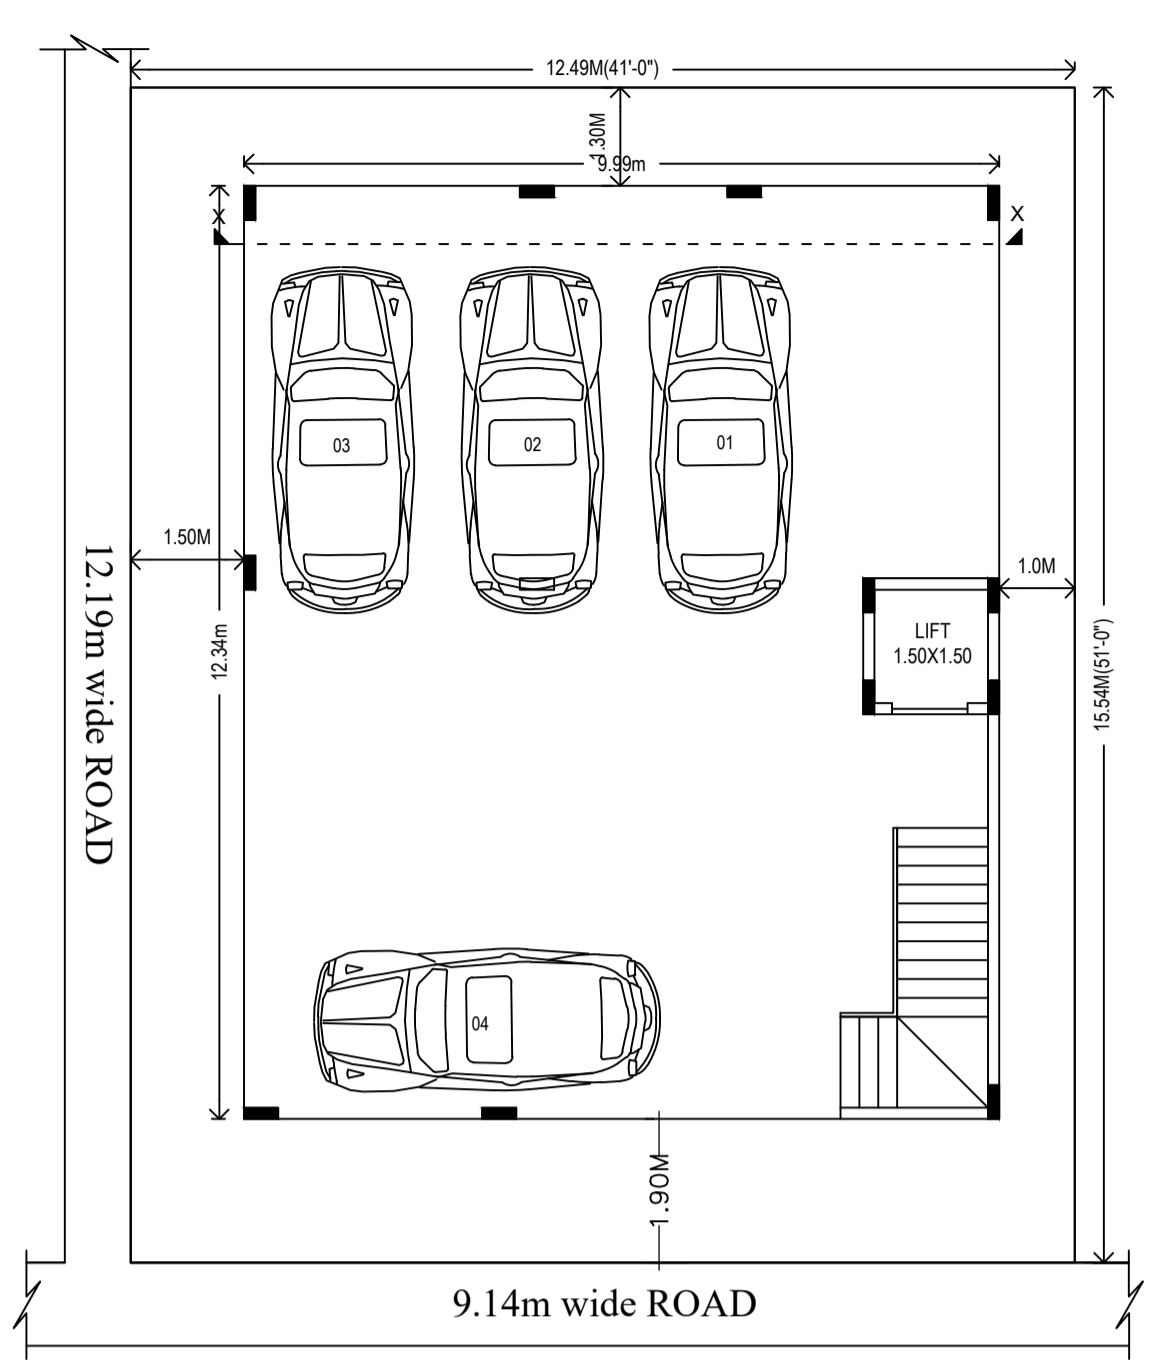 12.49M(41'-0")
1.30M
9.99m
X
X
03
02
01
1.50M
1.0M
LIFT
1.50X1.50
12.34m
15.54M(51'-0")
12.19m wide ROAD
04
1.90M
9.14m wide ROAD